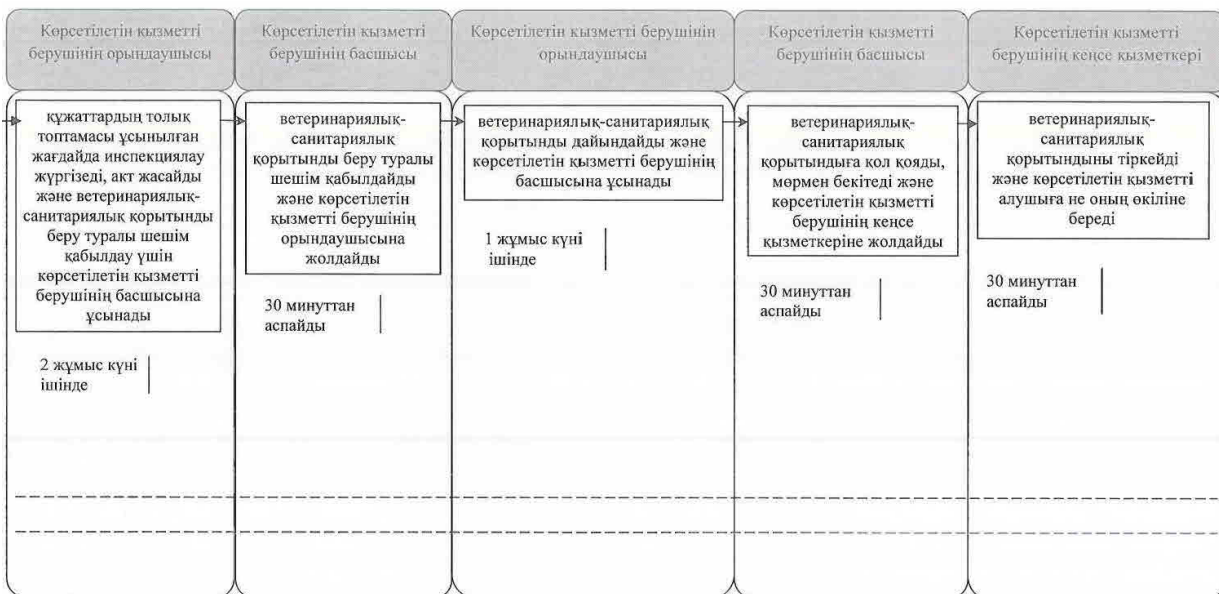 Көрсетілетін қызметті
берушінің орындаушысы
Көрсетілетін қызметті
берушінің басшысы
Көрсетілетін қызметті берушінің
орындаушысы
Көрсетілетін қызметті
берушінің басшысы
Көрсетілетін қызметті
берушінің кеңсе қызметкері
құжаттардың толық
топтамасы ұсынылған
жағдайда инспекциялау
жүргізеді, акт жасайды
және ветеринариялық-
санитариялық қорытынды
беру туралы шешім
қабылдау үшін
көрсетілетін қызметті
берушінің басшысына
ұсынады
2 жұмыс күні
ішінде
ветеринариялық-
санитариялық
қорытынды беру туралы
шешім қабылдайды
және көрсетілетін
қызметті берушінің
орындаушысына
жолдайды
30 минуттан
аспайды
ветеринариялық-санитариялық
қорытынды дайындайды және
көрсетілетін қызметті берушінің
басшысына ұсынады
1 жұмыс күні
ішінде
ветеринариялық-
санитариялық
қорытындыға қол қояды,
мөрмен бекітеді және
көрсетілетін қызметті
берушінің кеңсе
қызметкеріне жолдайды
30 минуттан
аспайды
ветеринариялық-
санитариялық
қорытындыны тіркейді
және көрсетілетін қызметті
алушыға не оның өкіліне
береді
30 минуттан
аспайды